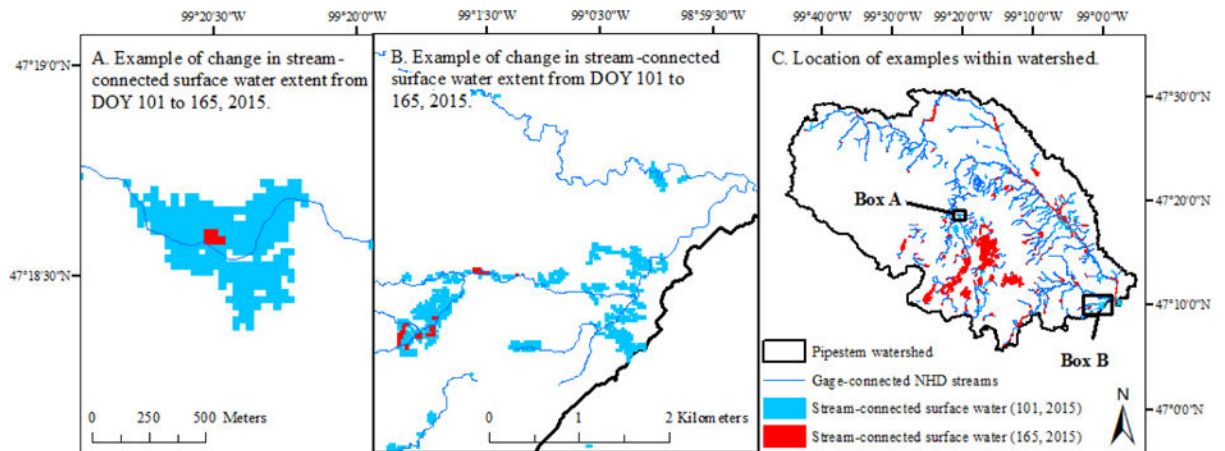 99°20'30"W 99°20'0"W 99°1'30"W 99°0'30"W 98°59'30"W 99°40'0"W 99°30'0"W 99°20'0"W 99°10'0"W 99°0'0"W
47°19'0"N
47°18'30"N
A. Example of change in stream-
connected surface water extent from
DOY 101 to 165, 2015.
0 250 500 Meters
B. Example of change in stream-connected
surface water extent from DOY 101 to
165, 2015.
0 1 2 Kilometers
C. Location of examples within watershed.
Box A
Box B
47°30'0"N
47°20'0"N
47°10'0"N
47°0'0"N
Pipestem watershed
Gage-connected NHD streams
Stream-connected surface water (101, 2015)
Stream-connected surface water (165, 2015)
N